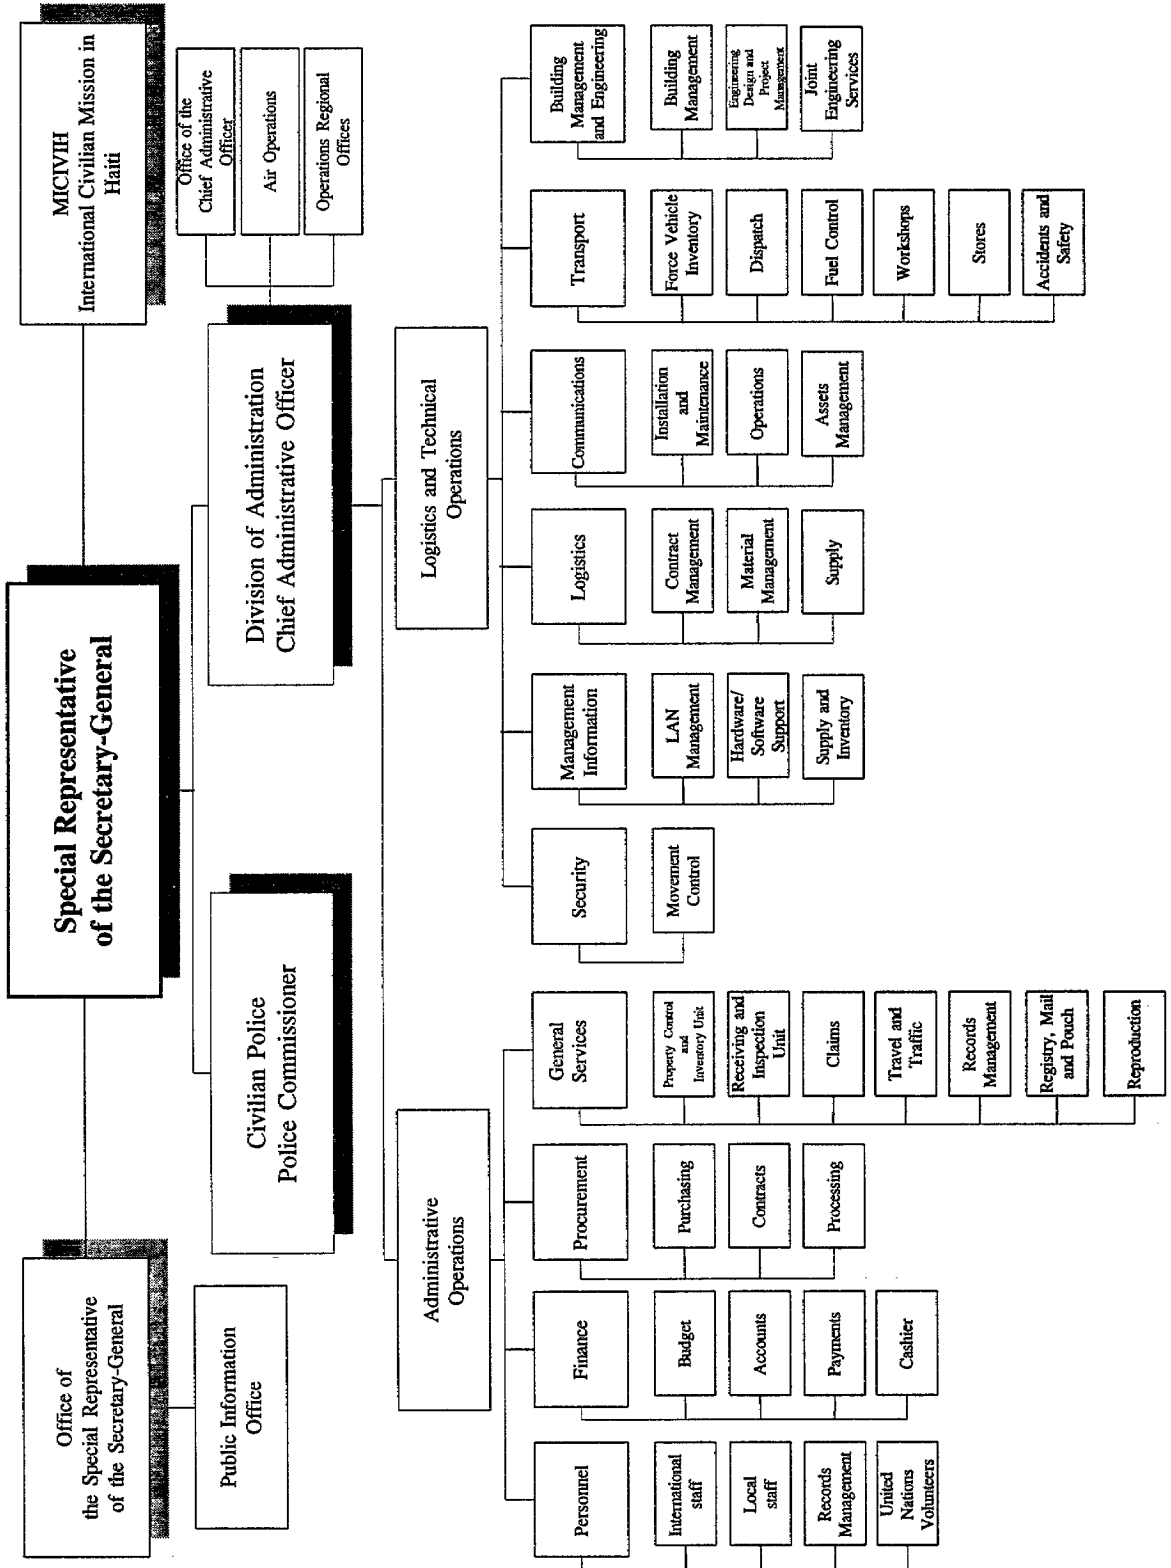 Special Representative
of the Secretary-General
Office of
the Special Representative
of the Secretary-General
MICIVIH
International Civilian Mission in
Haiti
Public Information
Office
Civilian Police
Police Commissioner
Division of Administration
Chief Administrative Officer
Office of the
Chief Administrative
Officer
Air Operations
Operations Regional
Offices
Administrative
Operations
Logistics and Technical
Operations
Personnel
International
staff
Local
staff
Records
Management
United
Nations
Volunteers
Finance
Budget
Accounts
Payments
Cashier
Procurement
Purchasing
Contracts
Processing
General
Services
Property Control
and
Inventory Unit
Receiving and
Inspection
Unit
Claims
Travel and
Traffic
Records
Management
Registry, Mail
and Pouch
Reproduction
Security
Movement
Control
Management
Information
LAN
Management
Hardware/
Software
Support
Supply and
Inventory
Logistics
Contract
Management
Material
Management
Supply
Communications
Installation
and
Maintenance
Operations
Assets
Management
Transport
Force Vehicle
Inventory
Dispatch
Fuel Control
Workshops
Stores
Accidents and
Safety
Building
Management
and Engineering
Building
Management
Engineering
Design and
Project
Management
Joint
Engineering
Services